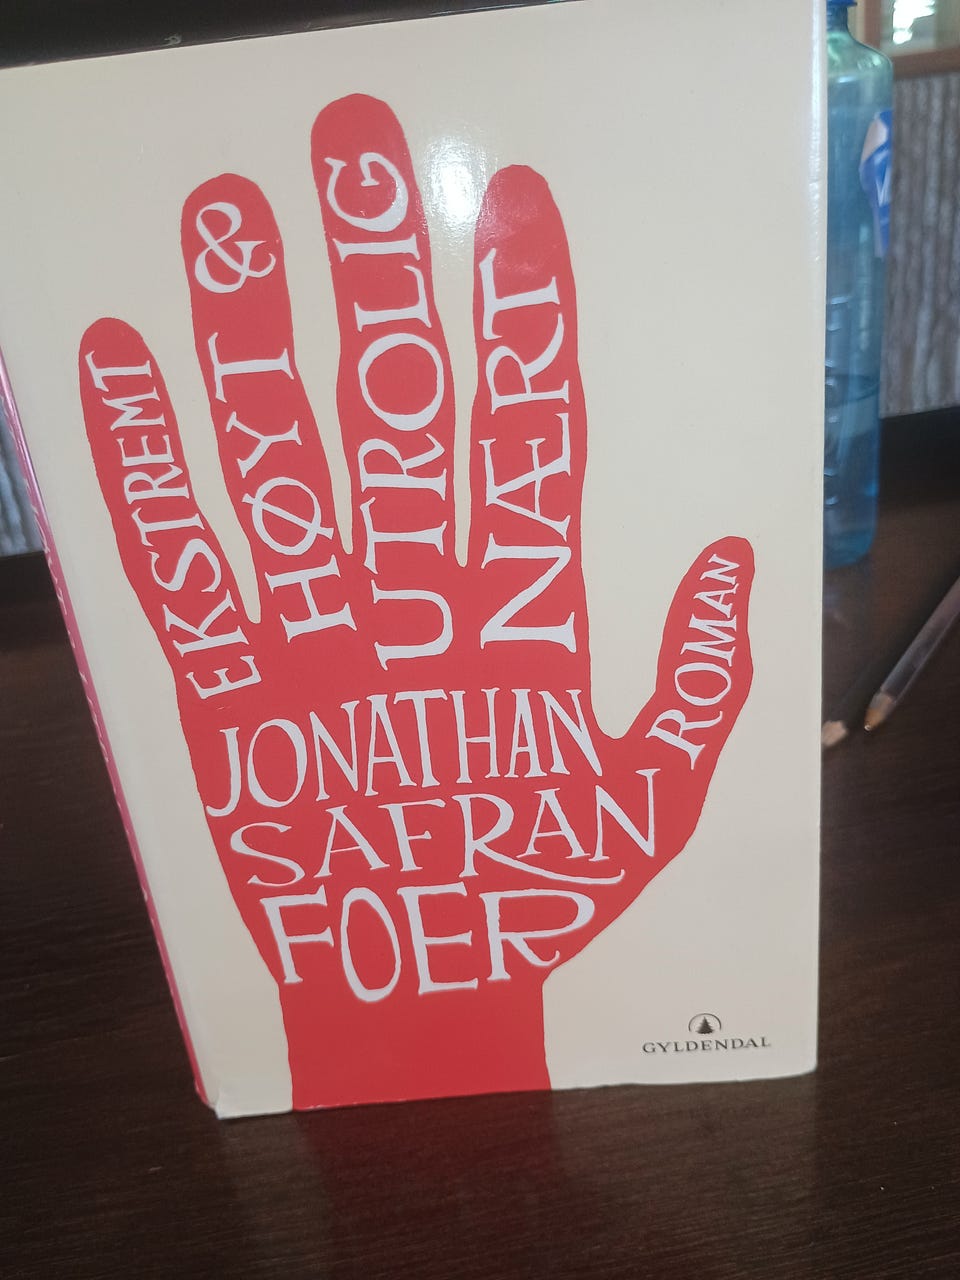 EKSTREMT
HØYT &
UTROLIG
NÆRT
ROMAN
JONATHAN
SAFRAN
FOER
GYLDENDAL